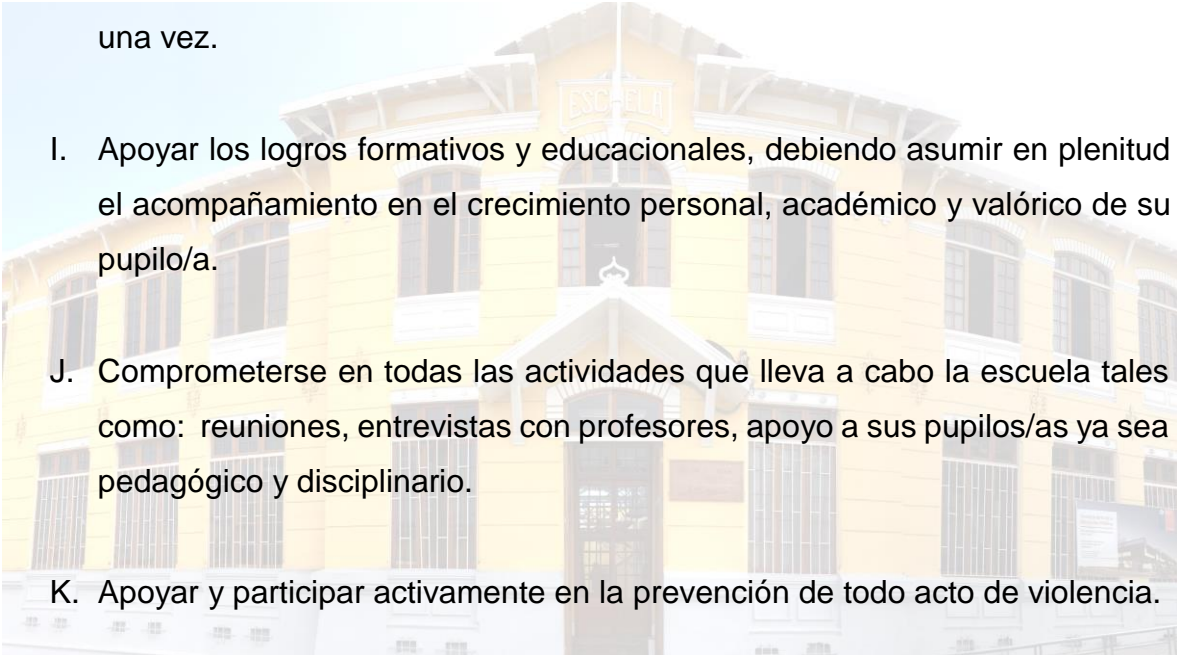 una vez.
ESCUELA
I. Apoyar los logros formativos y educacionales, debiendo asumir en plenitud
el acompañamiento en el crecimiento personal, académico y valórico de su
pupilo/a.
J. Comprometerse en todas las actividades que lleva a cabo la escuela tales
como: reuniones, entrevistas con profesores, apoyo a sus pupilos/as ya sea
pedagógico y disciplinario.
K. Apoyar y participar activamente en la prevención de todo acto de violencia.